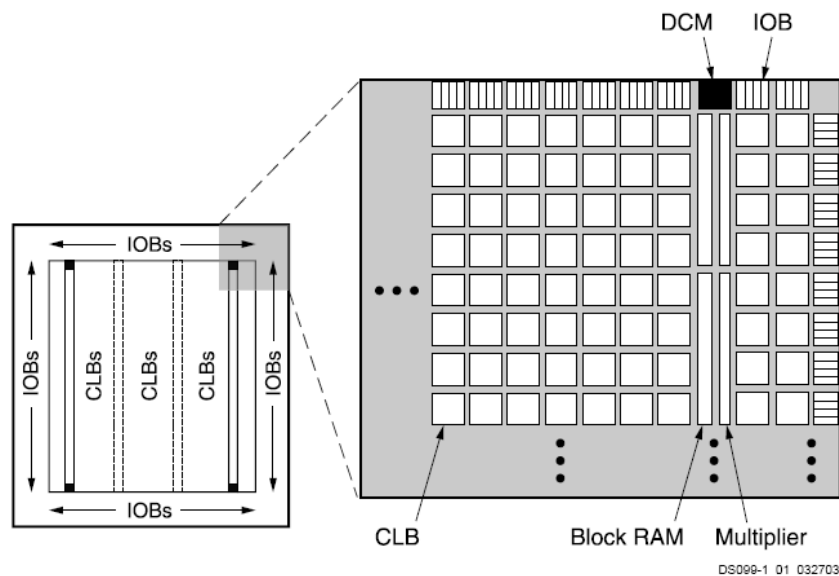 DCM
IOB
IOBs
IOBs
CLBs
CLBs
CLBs
IOBs
IOBs
CLB
Block RAM
Multiplier
DS099-1_01_032703